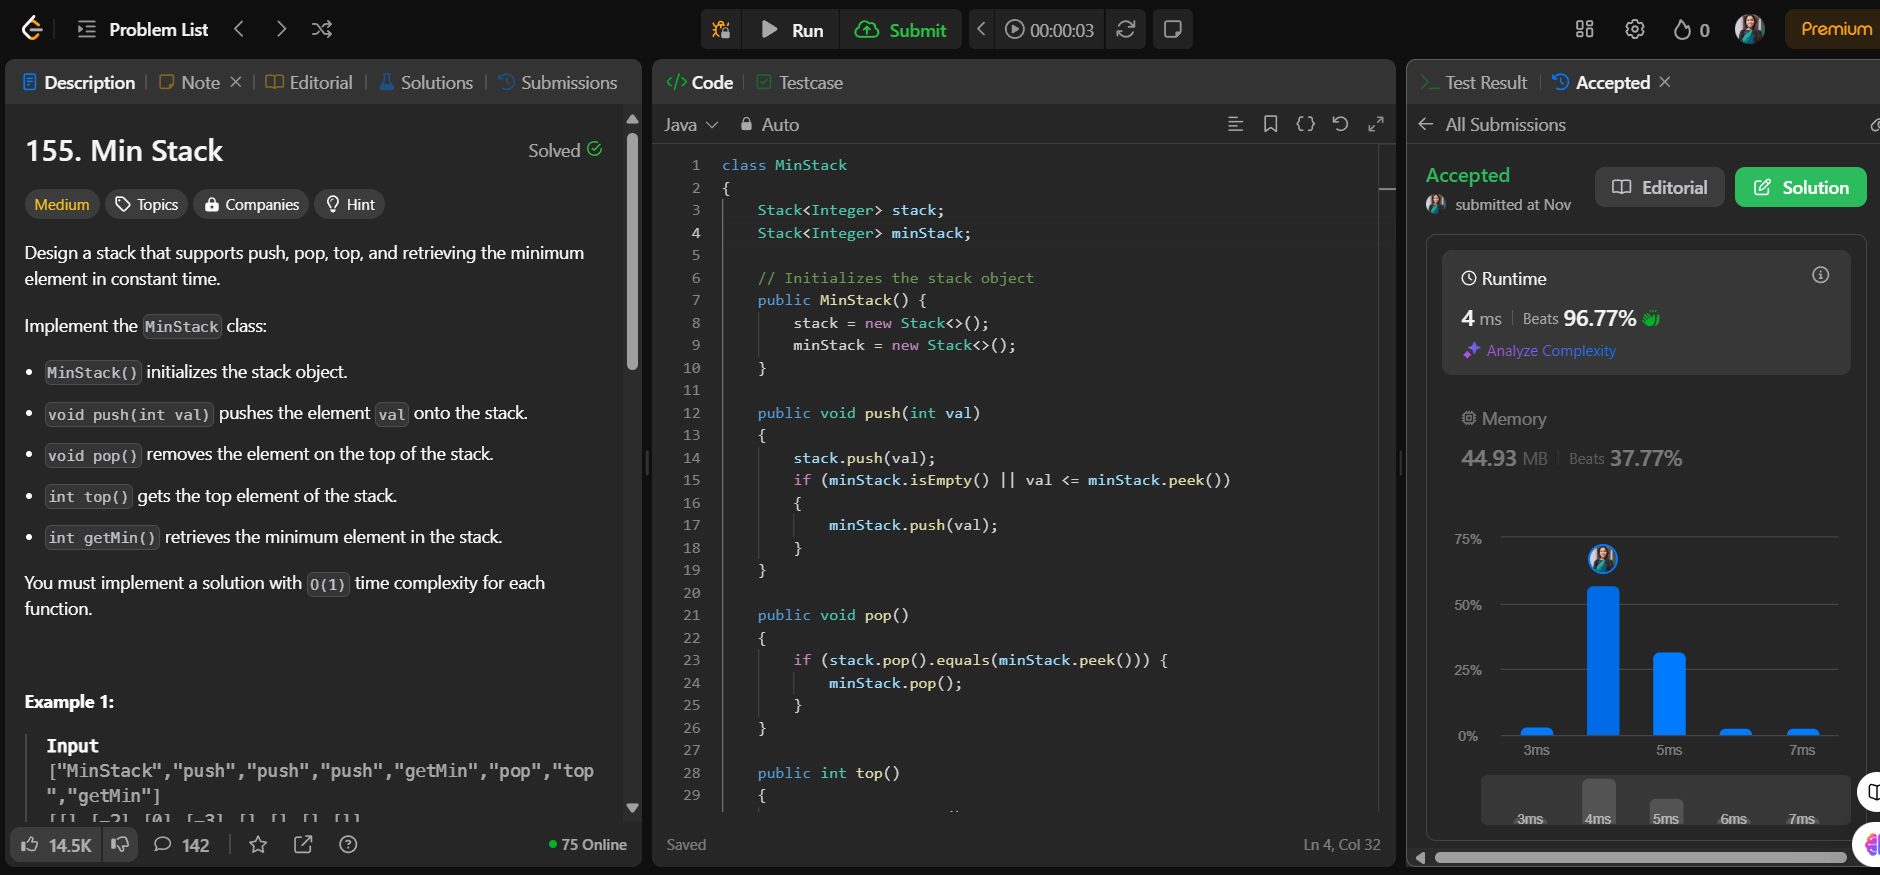 Problem List
Run
Submit
00:00:03
0
Premium
Description
Note
Editorial
Solutions
Submissions
155. Min Stack
Solved
Medium
Topics
Companies
Hint
Design a stack that supports push, pop, top, and retrieving the minimum
element in constant time.
Implement the MinStack class:
• MinStack() initializes the stack object.
• void push(int val) pushes the element val onto the stack.
• void pop() removes the element on the top of the stack.
• int top() gets the top element of the stack.
• int getMin() retrieves the minimum element in the stack.
You must implement a solution with O(1) time complexity for each
function.
Example 1:
Input
["MinStack","push","push","push","getMin","pop","top
","getMin"]
[[],[-2],[0],[-3],[],[],[],[]]
14.5K
142
75 Online
Code
Testcase
Java
Auto
1 class MinStack
2 {
3 Stack<Integer> stack;
4 Stack<Integer> minStack;
5
6 // Initializes the stack object
7 public MinStack() {
8 stack = new Stack<>();
9 minStack = new Stack<>();
10 }
11
12 public void push(int val)
13 {
14 stack.push(val);
15 if (minStack.isEmpty() || val <= minStack.peek())
16 {
17 minStack.push(val);
18 }
19 }
20
21 public void pop()
22 {
23 if (stack.pop().equals(minStack.peek())) {
24 minStack.pop();
25 }
26 }
27
28 public int top()
29 {
Saved
Ln 4, Col 32
Test Result
Accepted
All Submissions
Accepted
submitted at Nov
Editorial
Solution
Runtime
4 ms
Beats 96.77%
Analyze Complexity
Memory
44.93 MB
Beats 37.77%
75%
50%
25%
0%
3ms
5ms
7ms
3ms
4ms
5ms
6ms
7ms